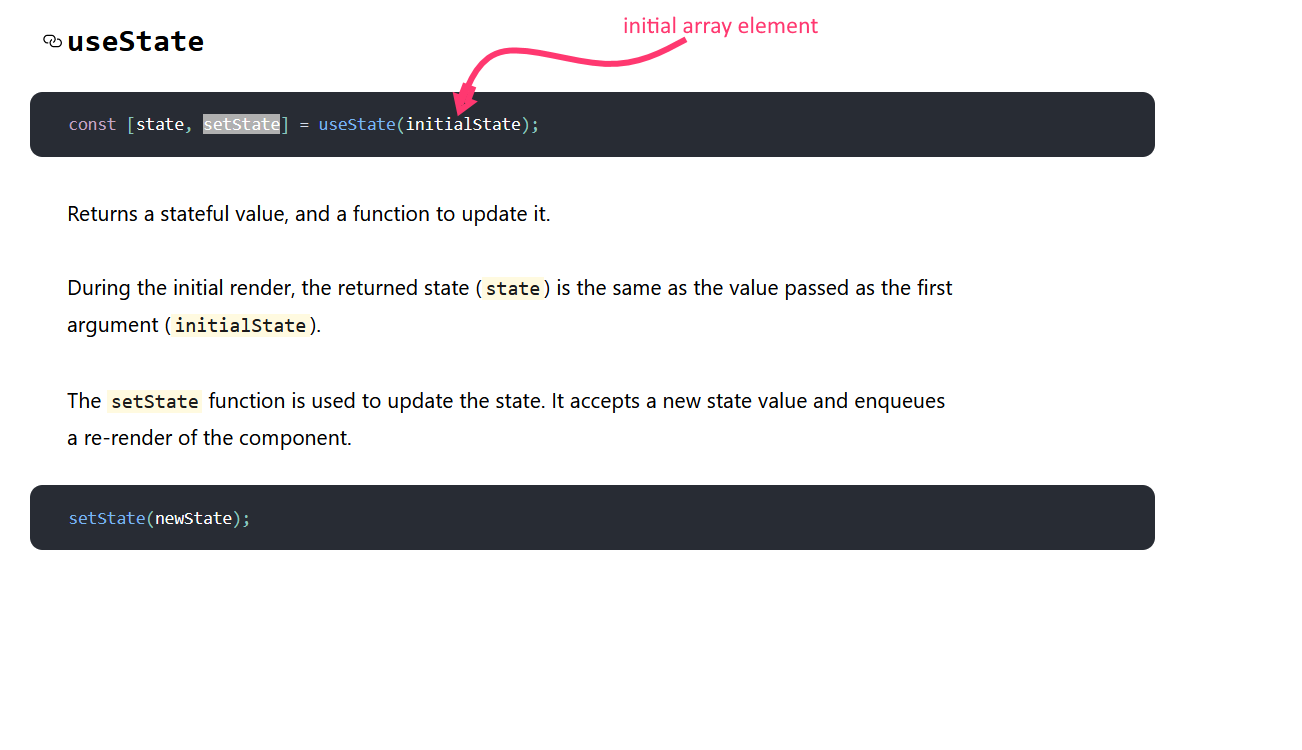 initial array element
useState
const [state, setState] = useState(initialState);
Returns a stateful value, and a function to update it.
During the initial render, the returned state (state) is the same as the value passed as the first
argument (initialState).
The setState function is used to update the state. It accepts a new state value and enqueues
a re-render of the component.
setState(newState);